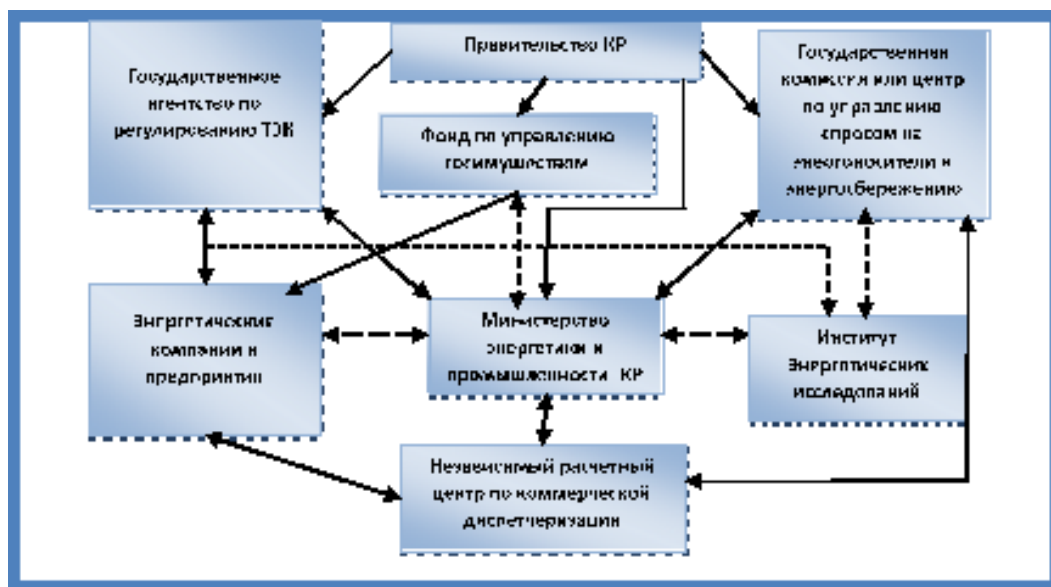 Правительство КР
Государственное
агентство по
регулированию ТЭК
Фонд по управлению
госимуществом
Государственная
комиссия или центр
по управлению
спросом на
энергоносители и
энергосбережению
Энергетические
компании и
предприятия
Министерство
энергетики и
промышленности КР
Институт
Энергетических
исследований
Независимый расчетный
центр по коммерческой
диспетчеризации